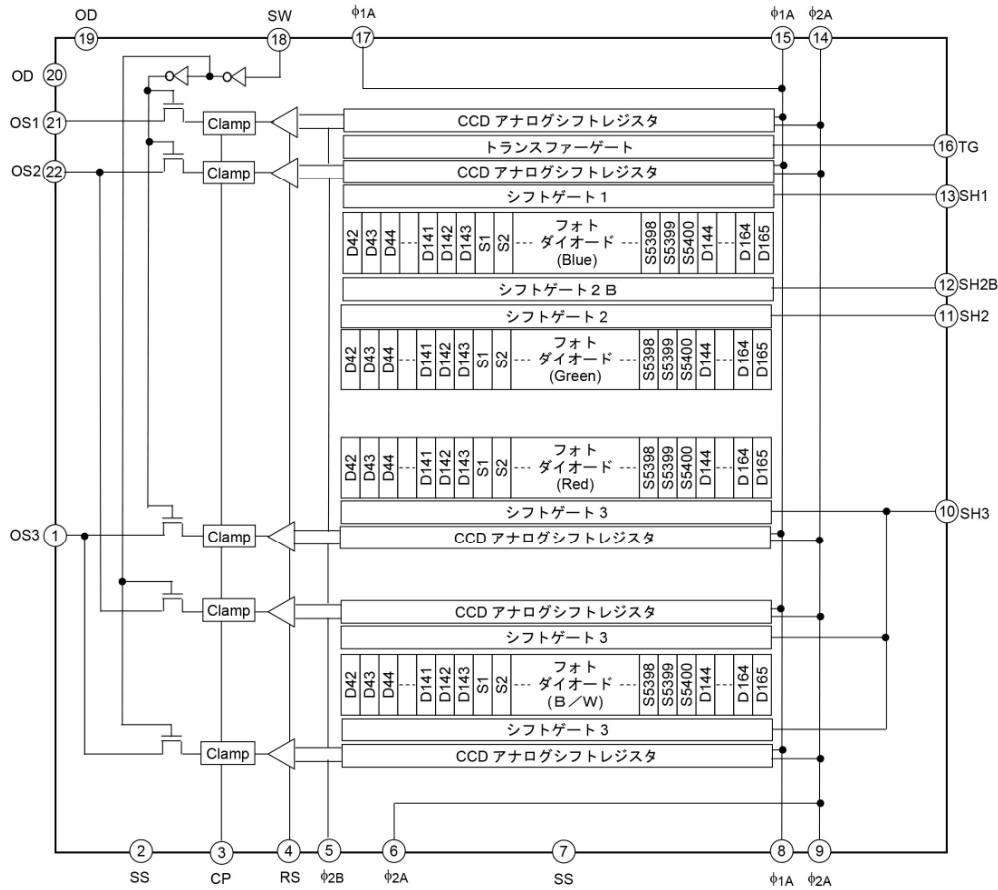 OD
SW
ϕ1A
ϕ1A
ϕ2A
19
18
17
15
14
OD 20
OS1 21
Clamp
CCD アナログシフトレジスタ
トランスファーゲート
16 TG
OS2 22
Clamp
CCD アナログシフトレジスタ
シフトゲート 1
13 SH1
D42 D43 D44 --- D141 D142 D143 S1 S2 フォト ダイオード (Blue) --- S5398 S5399 S5400 D144 --- D164 D165
シフトゲート 2 B
12 SH2B
シフトゲート 2
11 SH2
D42 D43 D44 --- D141 D142 D143 S1 S2 --- フォト ダイオード (Green) --- S5398 S5399 S5400 D144 --- D164 D165
D42 D43 D44 --- D141 D142 D143 S1 S2 --- フォト ダイオード (Red) --- S5398 S5399 S5400 D144 --- D164 D165
シフトゲート 3
10 SH3
OS3 1
Clamp
CCD アナログシフトレジスタ
Clamp
CCD アナログシフトレジスタ
シフトゲート 3
D42 D43 D44 --- D141 D142 D143 S1 S2 --- フォト ダイオード (B/W) --- S5398 S5399 S5400 D144 --- D164 D165
シフトゲート 3
Clamp
CCD アナログシフトレジスタ
2
3
4
5
6
7
8
9
SS
CP
RS
ϕ2B
ϕ2A
SS
ϕ1A
ϕ2A